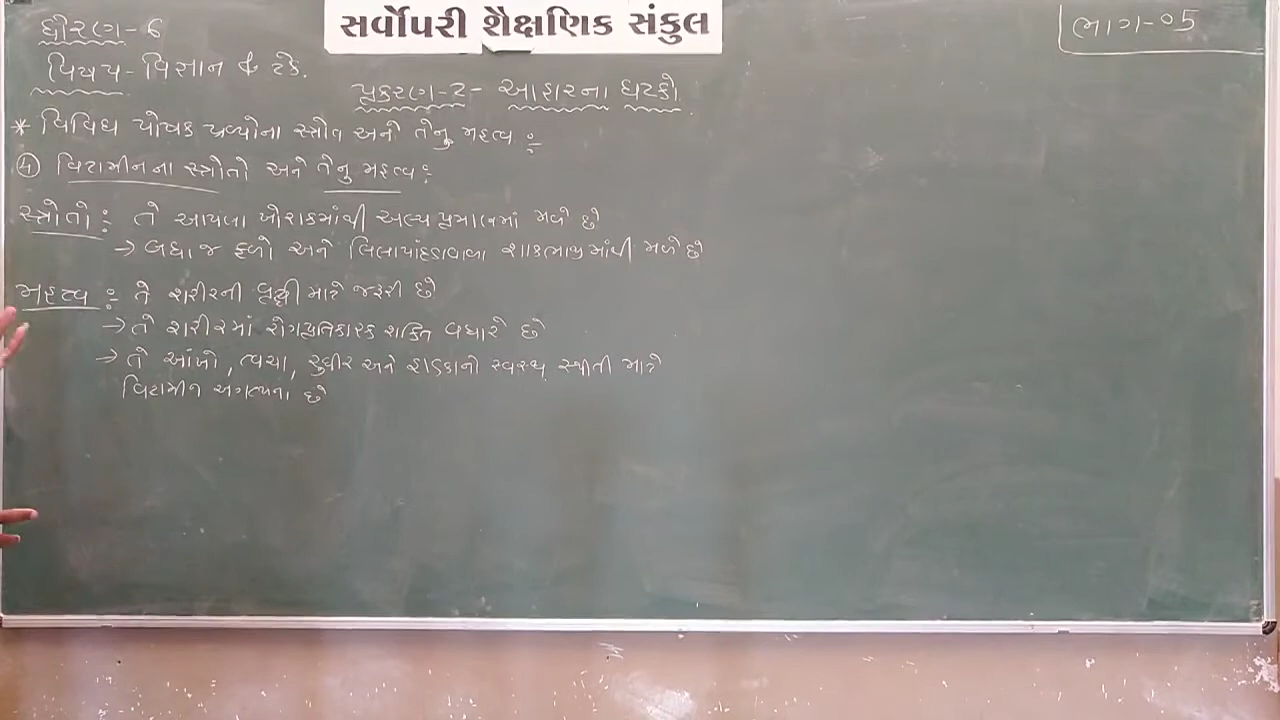 સર્વોપરી શૈક્ષણિક સંકુલ
ધોરણ-6
ભાગ-05
વિષય-વિજ્ઞાન & ટેક.
પ્રકરણ-2- આહારના ઘટકો
* વિવિધ પોષક દ્રવ્યોના સ્ત્રોત અને તેનુ મહત્વ :-
④ વિટામીનના સ્ત્રોતો અને તેનુ મહત્વ:
સ્ત્રોતો :- તે આપણા ખોરાકમાંથી અલ્પ પ્રમાણમાં મળે છે
→ બધા જ ફળો અને લિલાપાંદડાવાળા શાકભાજીમાંથી મળે છે
મહત્વ :- તે શરીરની વૃદ્ધી માટે જરૂરી છે
→ તે શરીરમાં રોગપ્રતિકારક શક્તિ વધારે છે
→ તે આંખો, ત્વચા, રુધીર અને હાડકાની સ્વસ્થ સ્થીતી માટે
વિટામીન અગત્યના છે